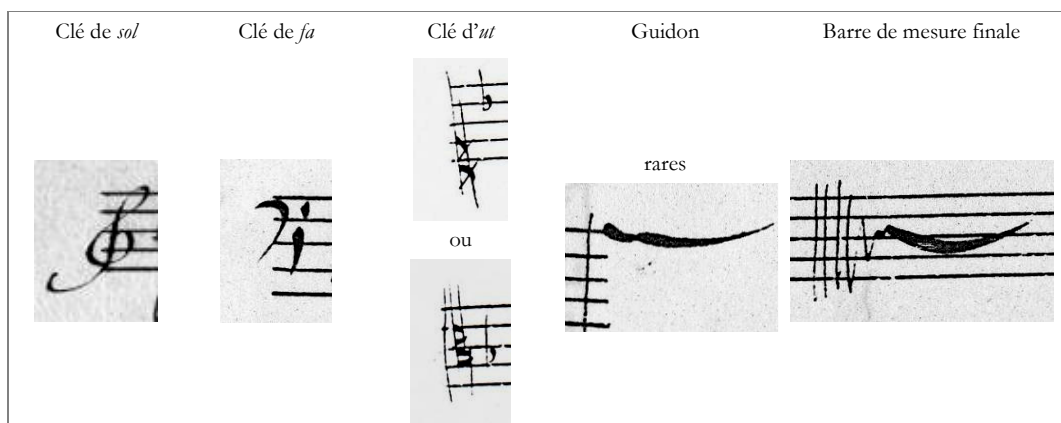 Clé de sol Clé de fa Clé d'ut Guidon Barre de mesure finale
rares
ou